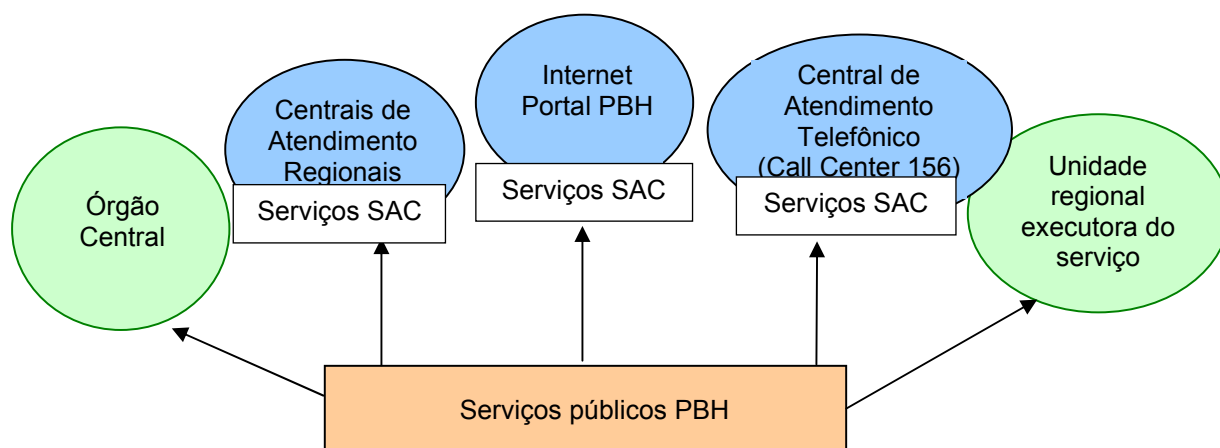 Internet
Portal PBH
Serviços SAC
Centrais de
Atendimento
Regionais
Serviços SAC
Central de
Atendimento
Telefônico
(Call Center 156)
Serviços SAC
Órgão
Central
Unidade
regional
executora do
serviço
Serviços públicos PBH